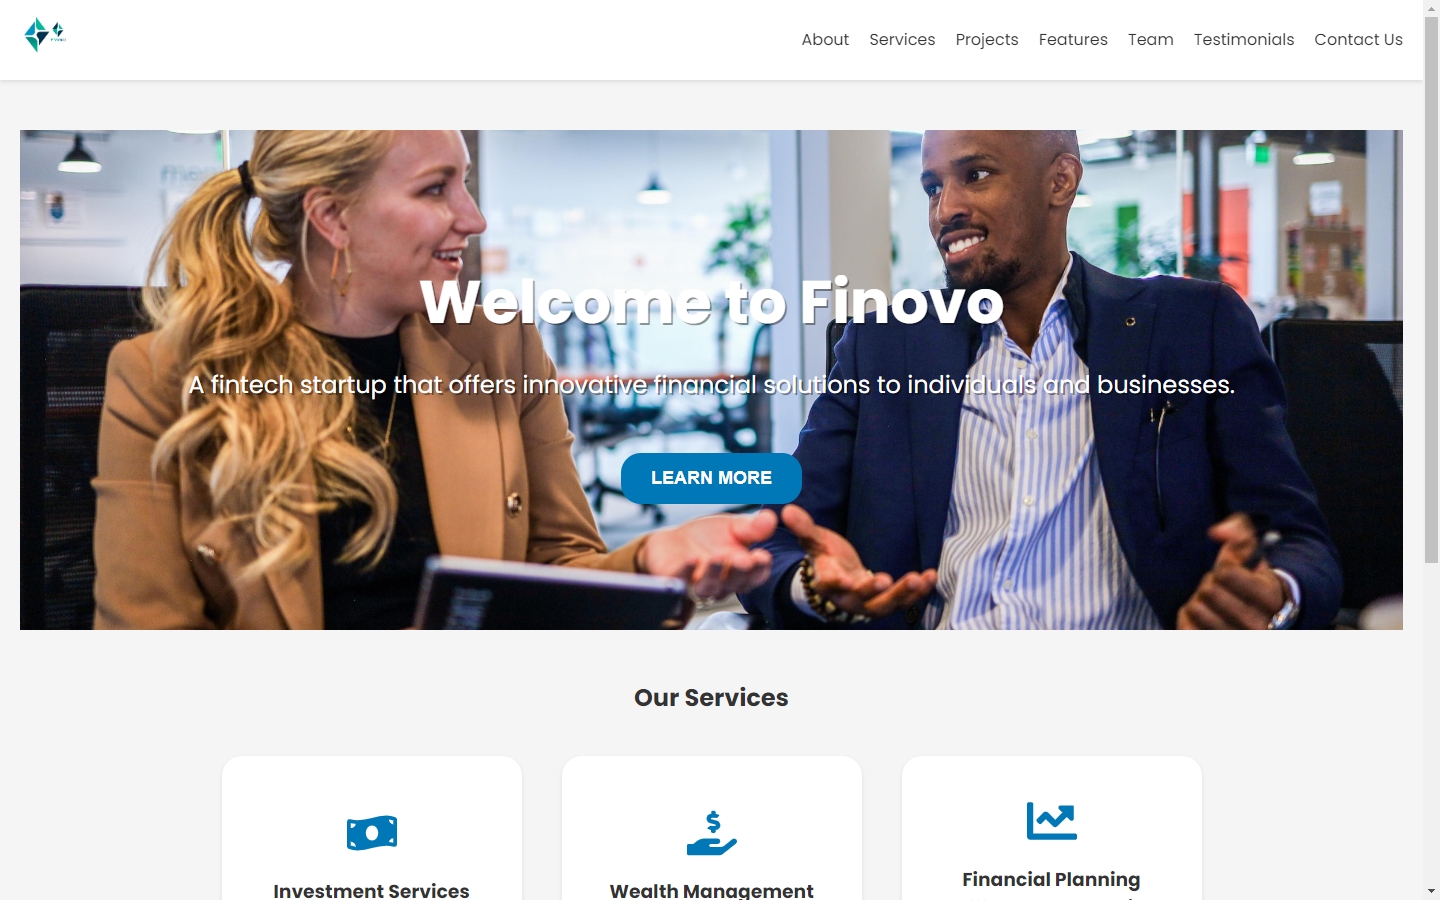 About Services Projects Features Team Testimonials Contact Us
Welcome to Finovo
A fintech startup that offers innovative financial solutions to individuals and businesses.
LEARN MORE
Our Services
Investment Services
Wealth Management
Financial Planning